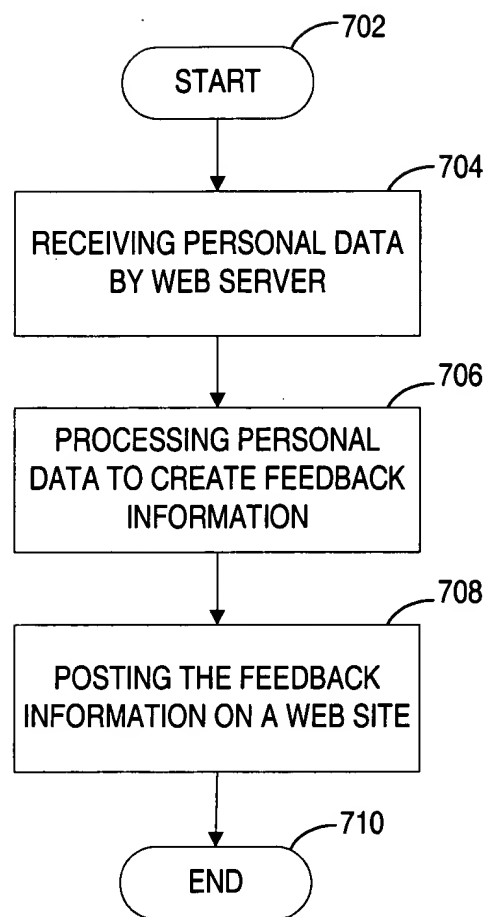 702
START
704
RECEIVING PERSONAL DATA
BY WEB SERVER
706
PROCESSING PERSONAL
DATA TO CREATE FEEDBACK
INFORMATION
708
POSTING THE FEEDBACK
INFORMATION ON A WEB SITE
710
END